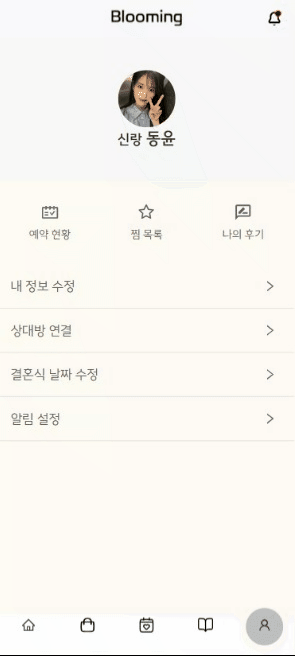 Blooming
신랑 동윤
예약 현황
찜 목록
나의 후기
내 정보 수정
상대방 연결
결혼식 날짜 수정
알림 설정